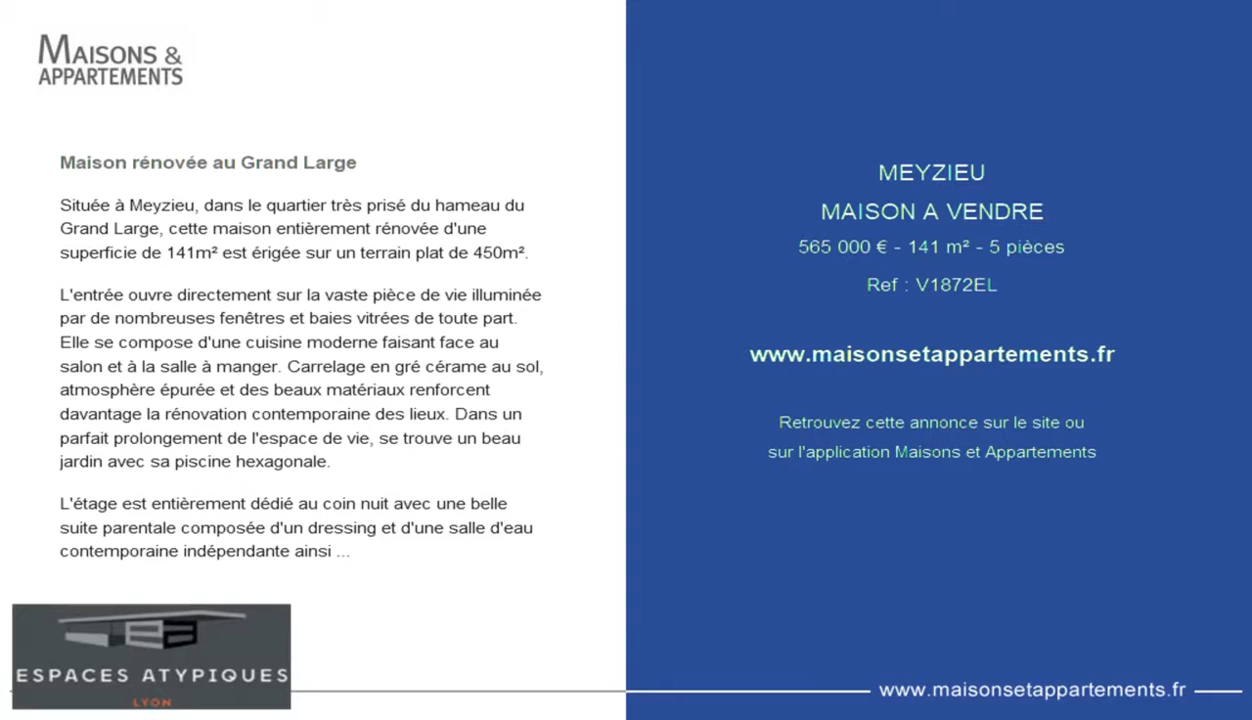 MAISONS &
APPARTEMENTS
Maison rénovée au Grand Large
Située à Meyzieu, dans le quartier très prisé du hameau du
Grand Large, cette maison entièrement rénovée d'une
superficie de 141m² est érigée sur un terrain plat de 450m².
L'entrée ouvre directement sur la vaste pièce de vie illuminée
par de nombreuses fenêtres et baies vitrées de toute part.
Elle se compose d'une cuisine moderne faisant face au
salon et à la salle à manger. Carrelage en gré cérame au sol,
atmosphère épurée et des beaux matériaux renforcent
davantage la rénovation contemporaine des lieux. Dans un
parfait prolongement de l'espace de vie, se trouve un beau
jardin avec sa piscine hexagonale.
L'étage est entièrement dédié au coin nuit avec une belle
suite parentale composée d'un dressing et d'une salle d'eau
contemporaine indépendante ainsi ...
ea
ESPACES ATYPIQUES
LYON
MEYZIEU
MAISON A VENDRE
565 000 € - 141 m² - 5 pièces
Ref : V1872EL
www.maisonsetappartements.fr
Retrouvez cette annonce sur le site ou
sur l'application Maisons et Appartements
www.maisonsetappartements.fr